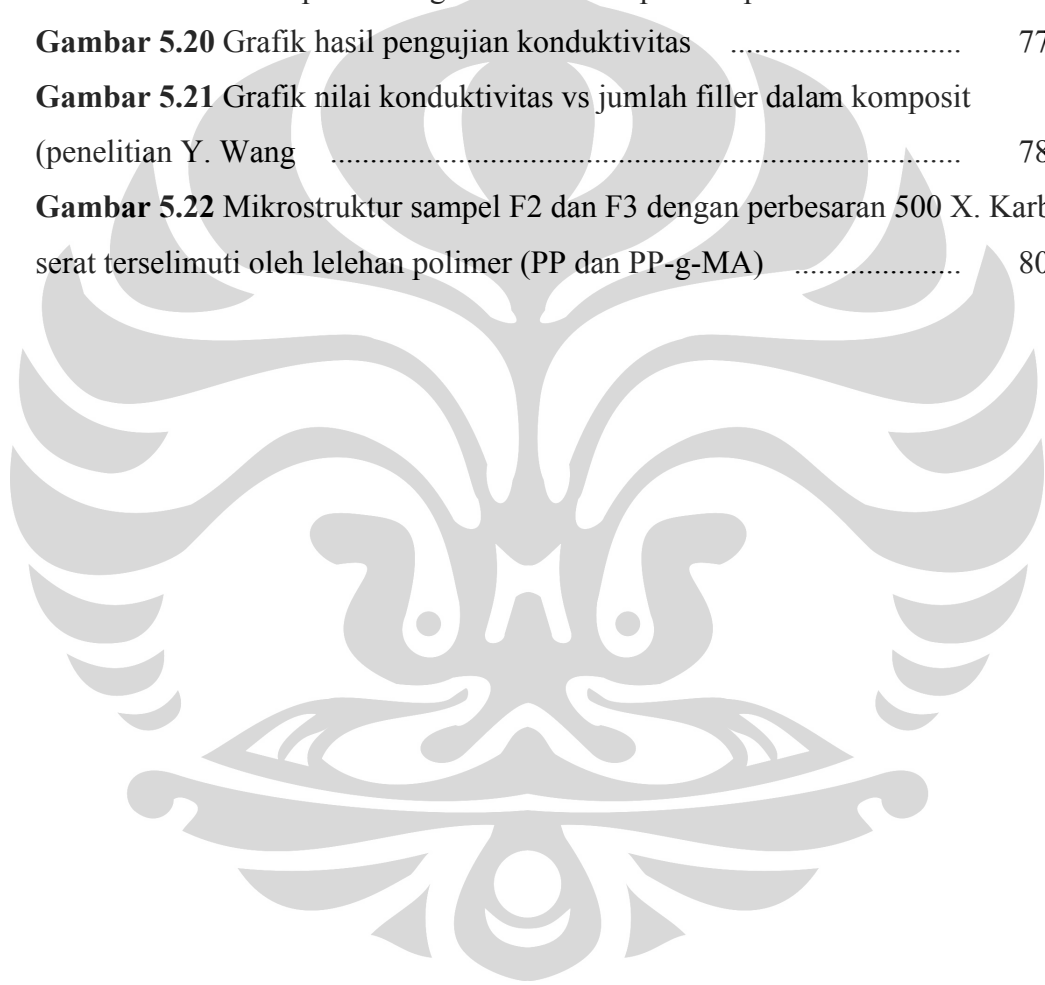 Gambar 5.20 Grafik hasil pengujian konduktivitas ............................ 77
Gambar 5.21 Grafik nilai konduktivitas vs jumlah filler dalam komposit
(penelitian Y. Wang ............................................................................ 78
Gambar 5.22 Mikrostruktur sampel F2 dan F3 dengan perbesaran 500 X. Karb
serat terselimuti oleh lelehan polimer (PP dan PP-g-MA) .................... 80